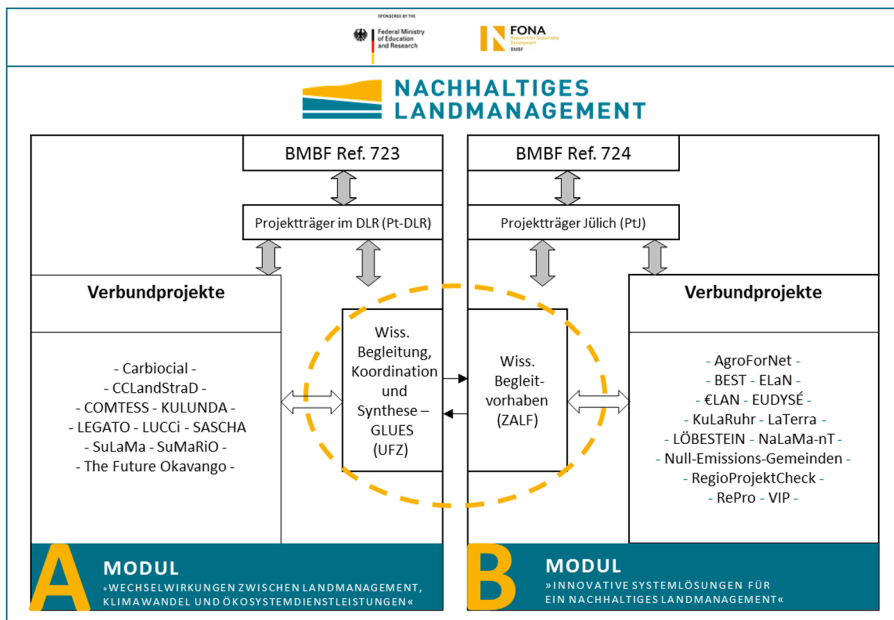 SPONSORED BY THE
Federal Ministry
of Education
and Research
FONA
Research for Sustainable
Development
BMBF
NACHHALTIGES
LANDMANAGEMENT
BMBF Ref. 723
Projektträger im DLR (Pt-DLR)
Verbundprojekte
- Carbiocial -
- CCLandStraD -
- COMTESS - KULUNDA -
- LEGATO - LUCCi - SASCHA
- SuLaMa - SuMaRiO -
- The Future Okavango -
Wiss.
Begleitung,
Koordination
und
Synthese –
GLUES
(UFZ)
A
MODUL
»WECHSELWIRKUNGEN ZWISCHEN LANDMANAGEMENT,
KLIMAWANDEL UND ÖKOSYSTEMDIENSTLEISTUNGEN«
BMBF Ref. 724
Projektträger Jülich (PtJ)
Wiss.
Begleit-
vorhaben
(ZALF)
Verbundprojekte
- AgroForNet -
- BEST - ELaN -
- €LAN - EUDYSÉ -
- KuLaRuhr - LaTerra -
- LÖBESTEIN - NaLaMa-nT -
- Null-Emissions-Gemeinden -
- RegioProjektCheck -
- RePro - VIP -
B
MODUL
»INNOVATIVE SYSTEMLÖSUNGEN FÜR
EIN NACHHALTIGES LANDMANAGEMENT«